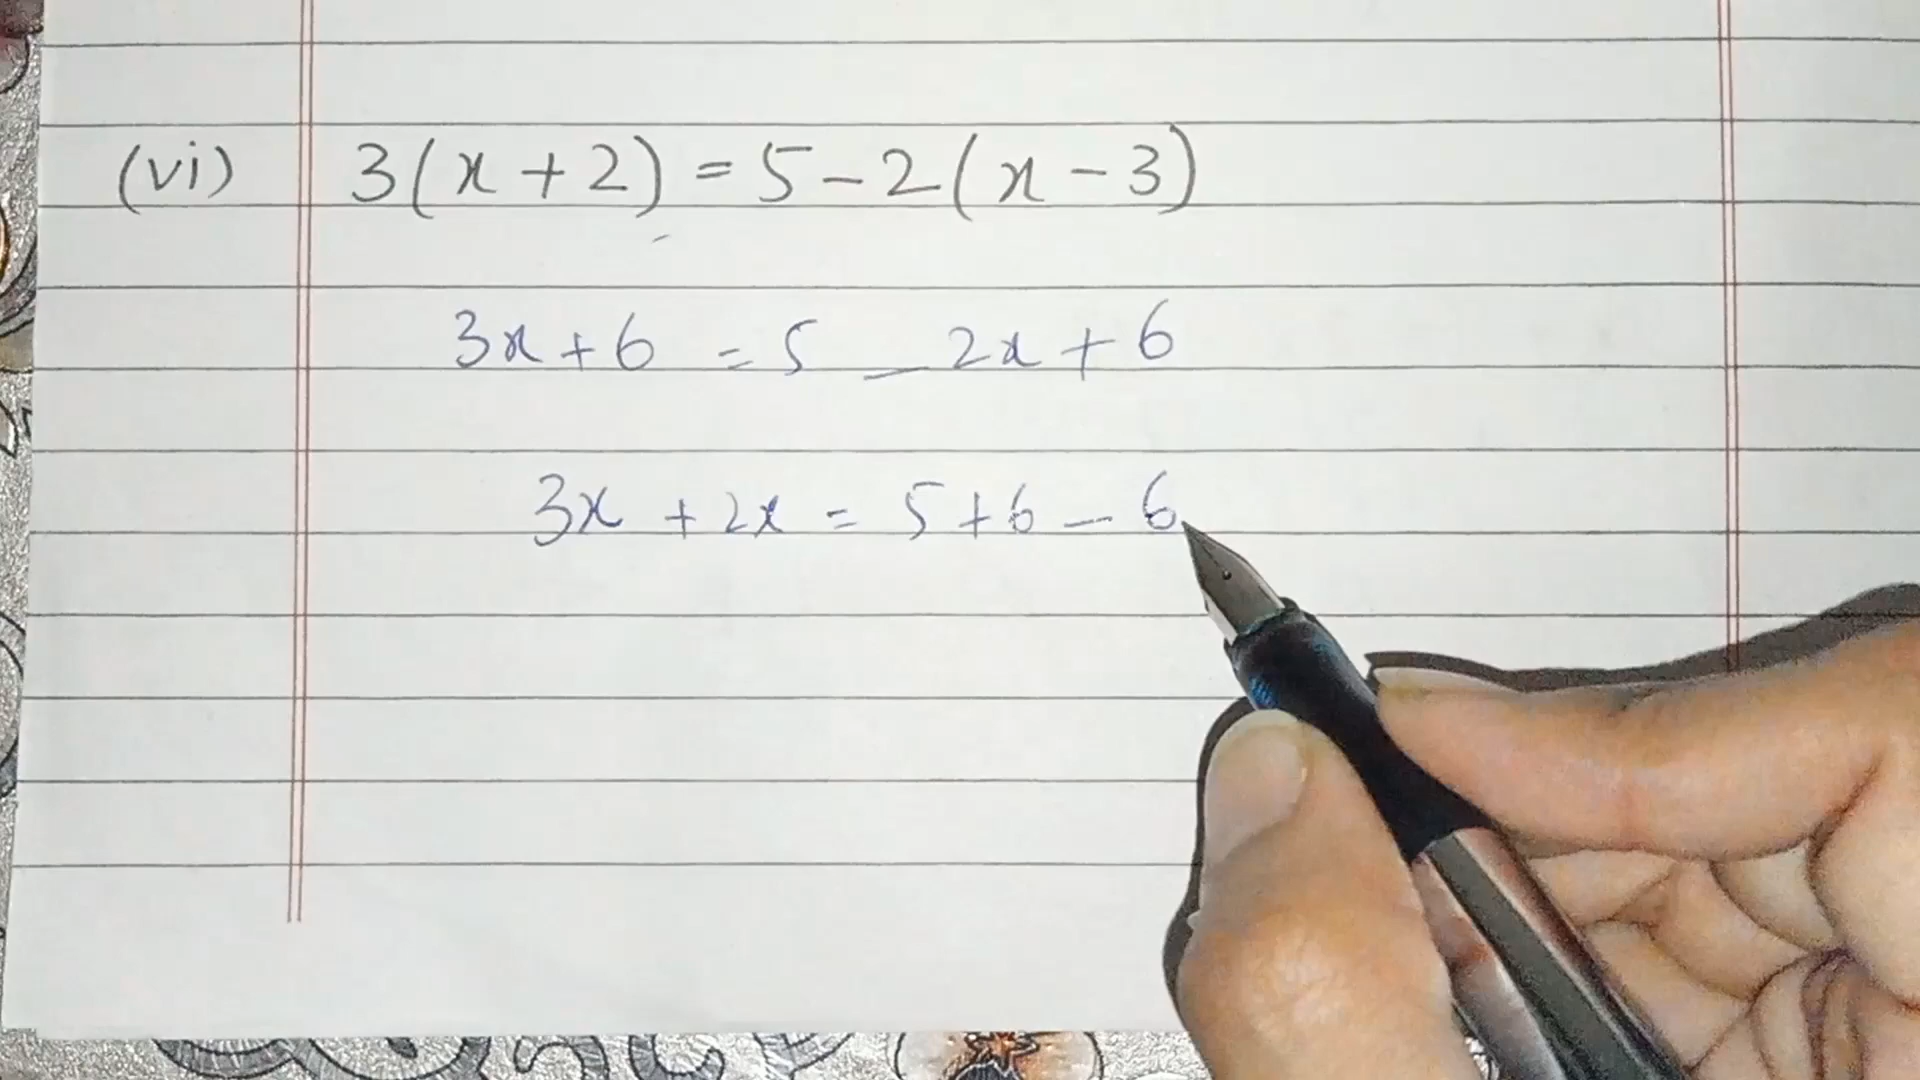 (vi) 3(x+2) = 5-2(x-3)
3x+6 = 5 - 2x + 6
3x + 2x = 5+6 - 6